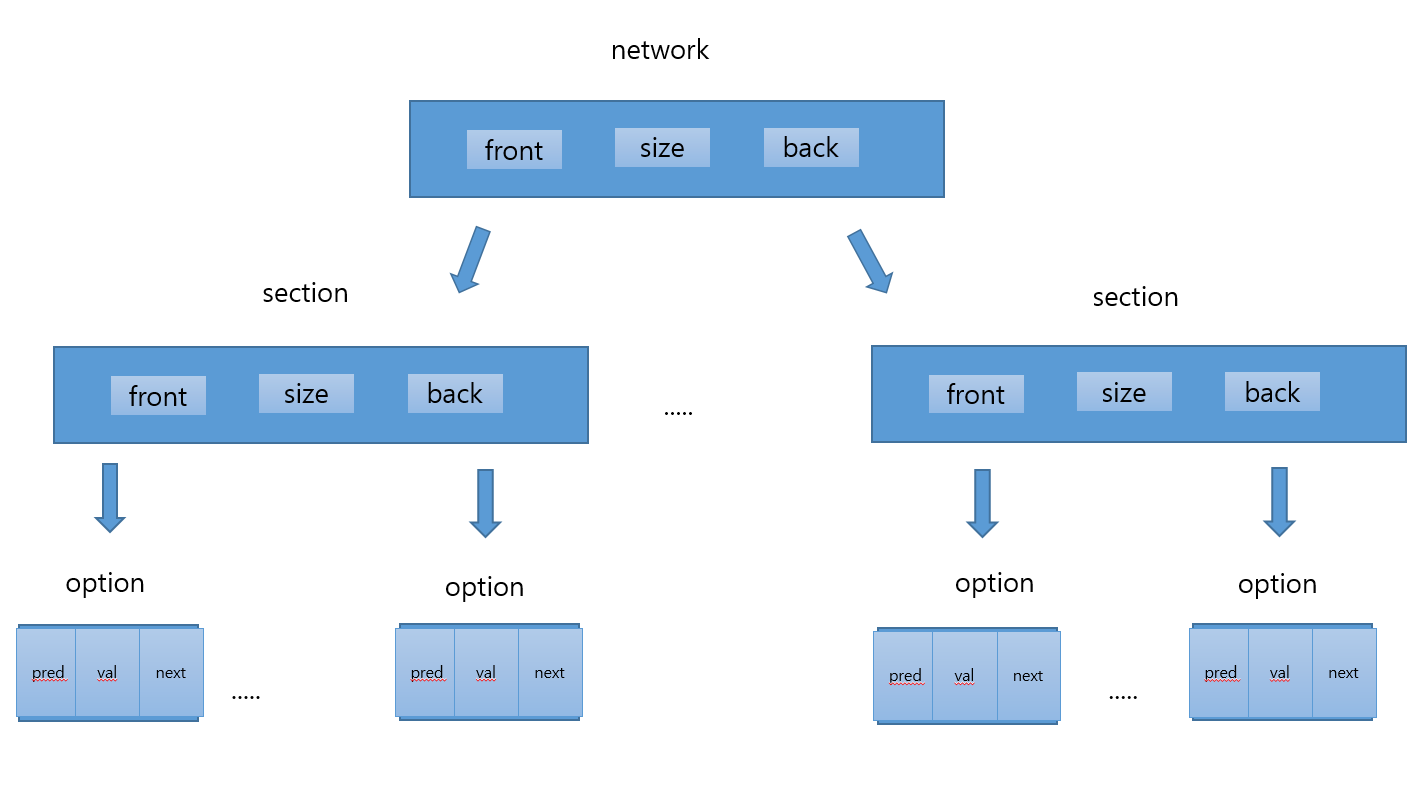 network
front size back
section section
front size back front size back
.....
option option option option
pred val next pred val next pred val next pred val next
..... .....